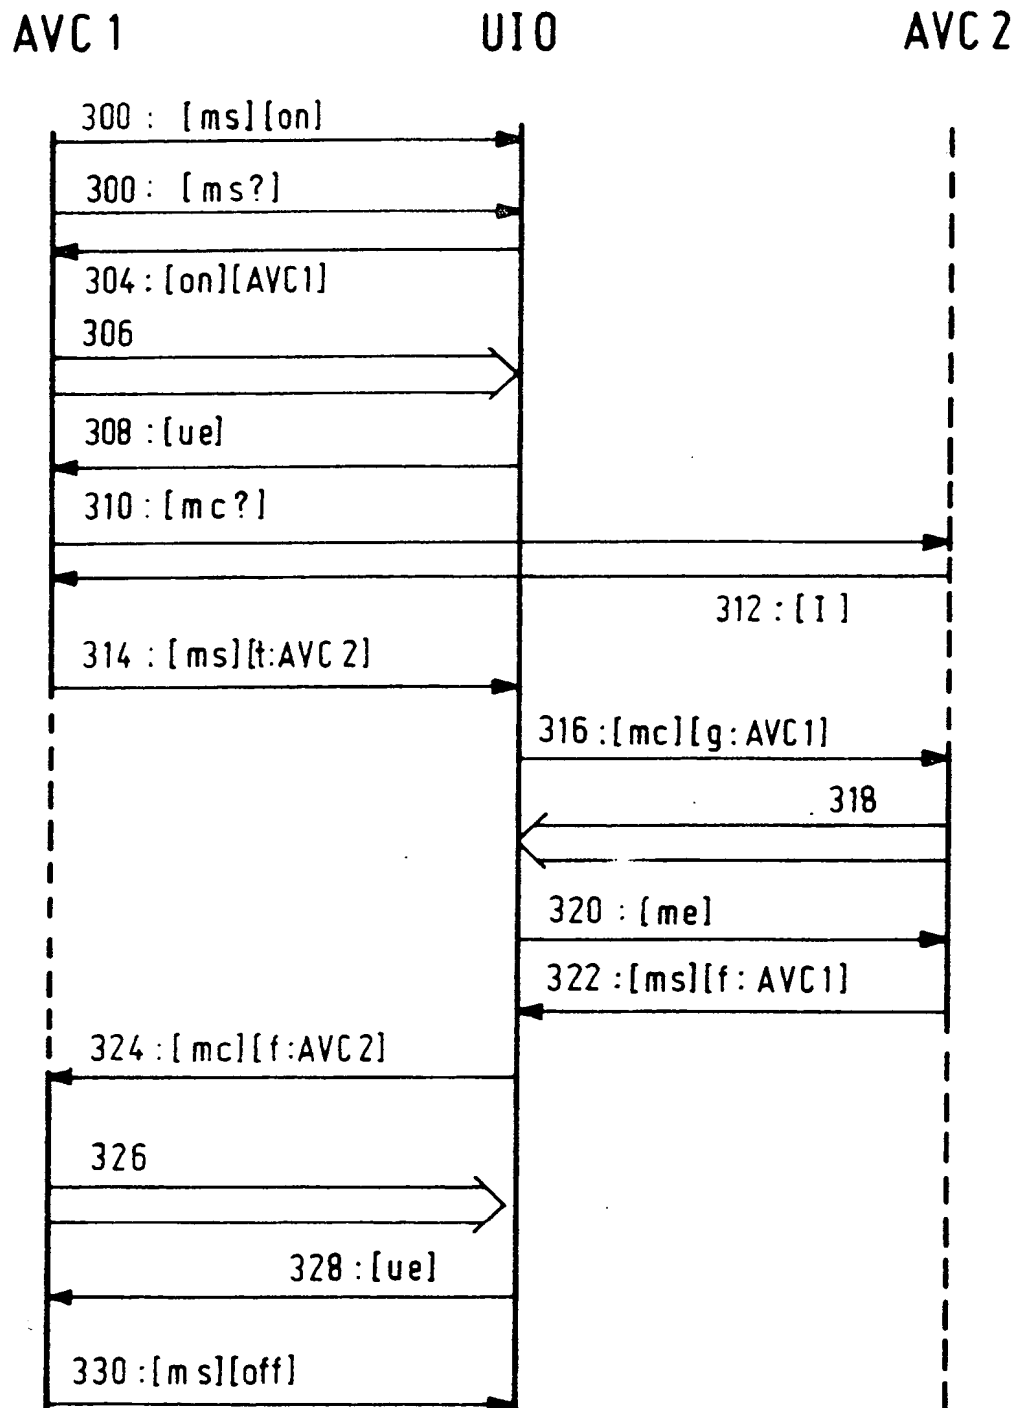 AVC 1 UIO AVC 2
300 : [ms][on]
300 : [ms?]
304 : [on][AVC1]
306
308 : [ue]
310 : [mc?]
312 : [I]
314 : [ms][t:AVC 2]
316 : [mc][g: AVC1]
318
320 : [me]
322 : [ms][f: AVC1]
324 : [mc][f:AVC2]
326
328 : [ue]
330 : [ms][off]